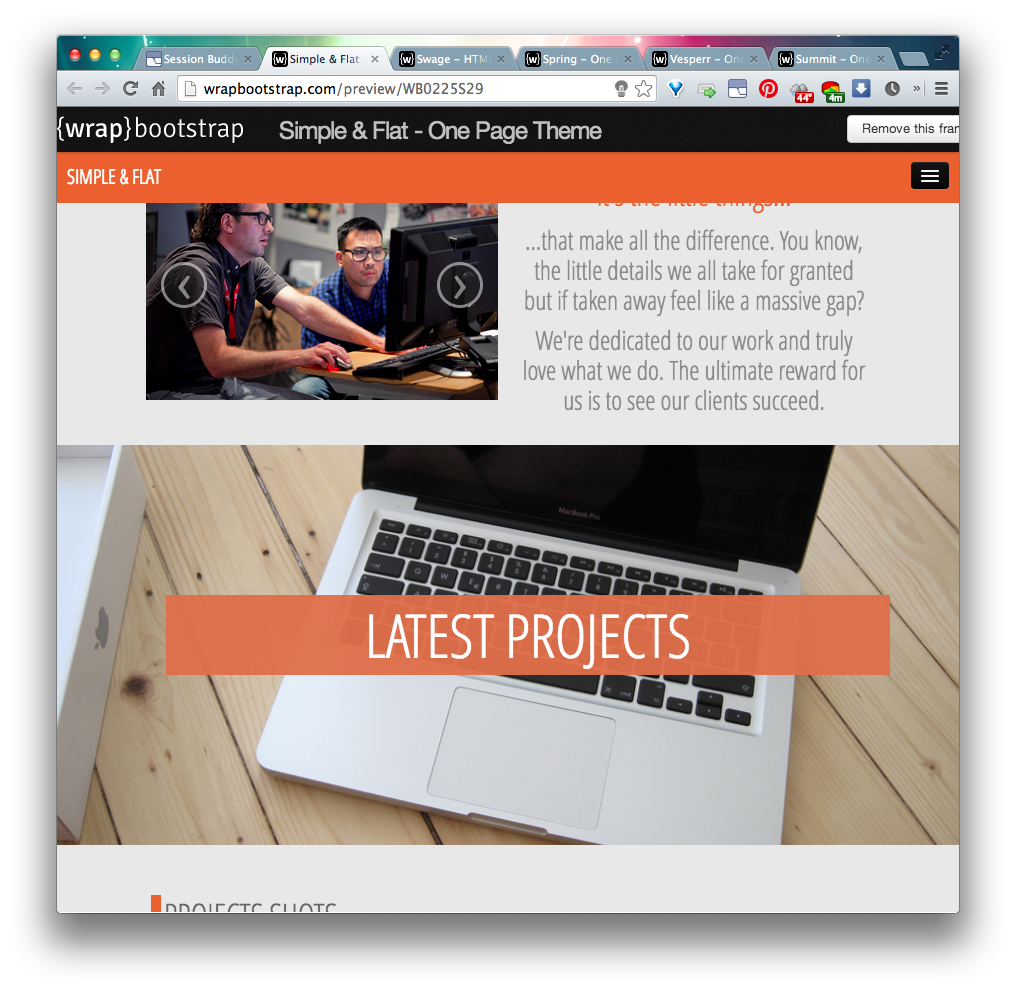 Session Budd
Simple & Flat
Swage – HTM
Spring – One
Vesperr – One
Summit – One
wrapbootstrap.com/preview/WB0225S29
44°
4m
»
{wrap}bootstrap
Simple & Flat - One Page Theme
Remove this fram
SIMPLE & FLAT
It's the little things...
...that make all the difference. You know,
the little details we all take for granted
but if taken away feel like a massive gap?
We're dedicated to our work and truly
love what we do. The ultimate reward for
us is to see our clients succeed.
MacBook Pro
LATEST PROJECTS
PROJECTS SHOTS